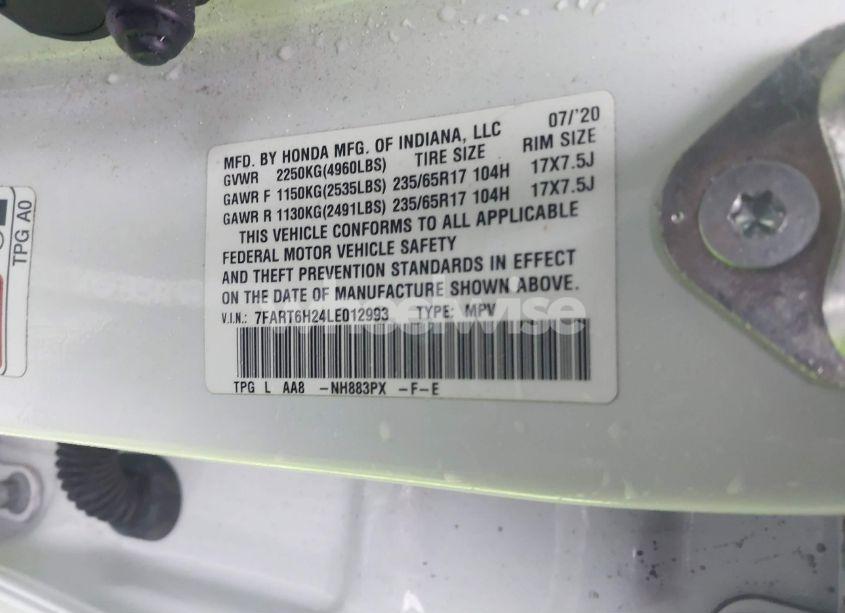 MFD. BY HONDA MFG. OF INDIANA, LLC 07/'20
GVWR 2250KG(4960LBS) TIRE SIZE RIM SIZE
GAWR F 1150KG(2535LBS) 235/65R17 104H 17X7.5J
GAWR R 1130KG(2491LBS) 235/65R17 104H 17X7.5J
THIS VEHICLE CONFORMS TO ALL APPLICABLE
FEDERAL MOTOR VEHICLE SAFETY
AND THEFT PREVENTION STANDARDS IN EFFECT
ON THE DATE OF MANUFACTURE SHOWN ABOVE.
V.I.N.: 7FART6H24LE012993 TYPE: MPV
TPG L AA8 -NH883PX -F-E
TPG A0